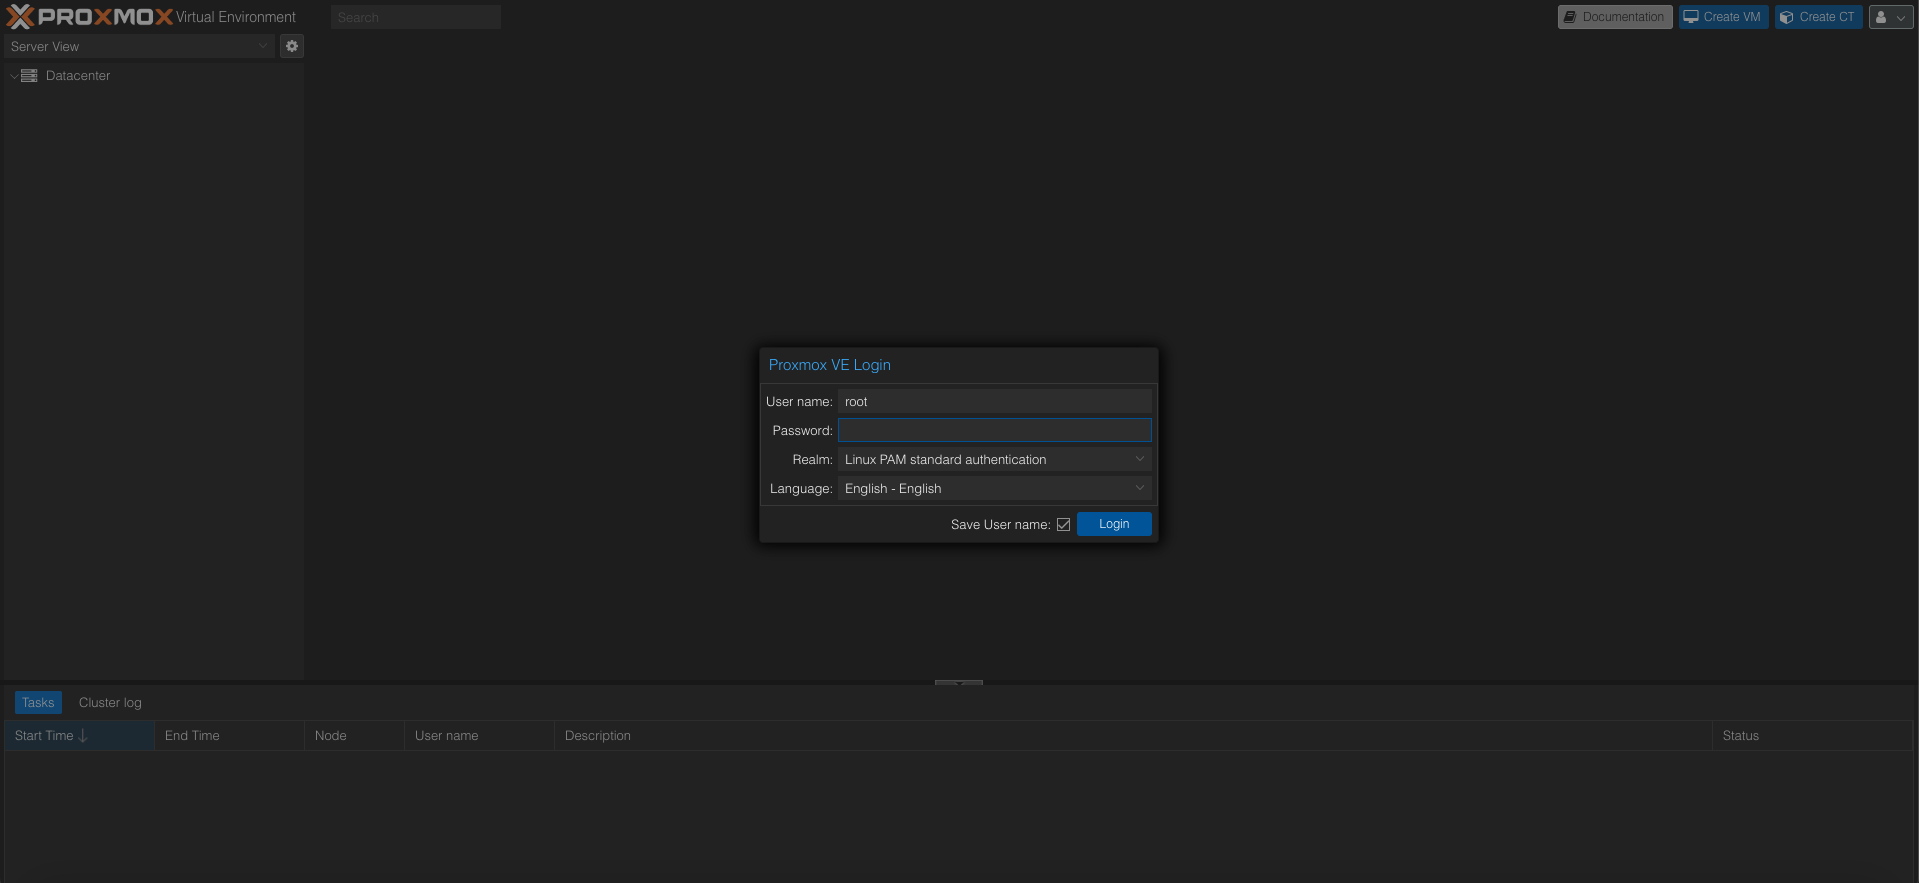 PROXMOX Virtual Environment Search Documentation Create VM Create CT
Server View
Datacenter
Proxmox VE Login
User name: root
Password:
Realm: Linux PAM standard authentication
Language: English - English
Save User name: Login
Tasks Cluster log
Start Time End Time Node User name Description Status